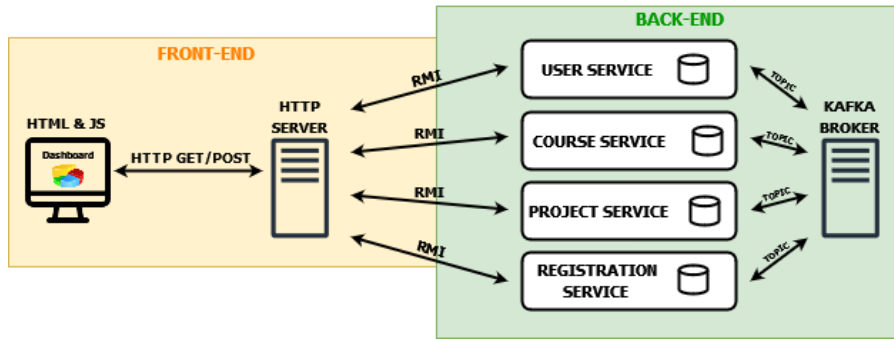 BACK-END
FRONT-END
HTML & JS
Dashboard
HTTP GET/POST
HTTP
SERVER
RMI
RMI
RMI
RMI
USER SERVICE
COURSE SERVICE
PROJECT SERVICE
REGISTRATION
SERVICE
TOPIC
TOPIC
TOPIC
TOPIC
KAFKA
BROKER